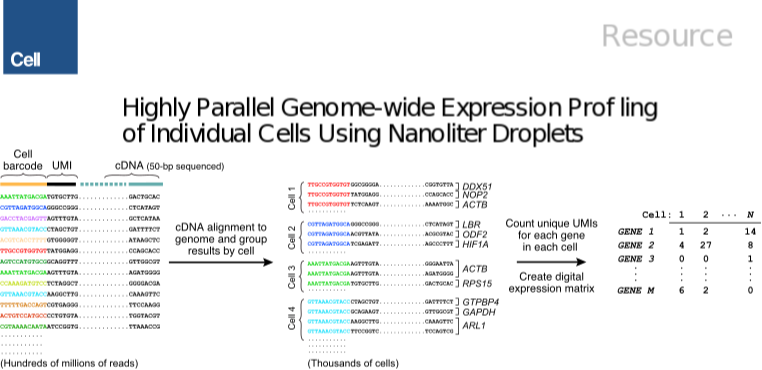 Resource
Cell
Highly Parallel Genome-wide Expression Prof ling
of Individual Cells Using Nanoliter Droplets
Cell
barcode UMI cDNA (50-bp sequenced)
AAATTATGACGATGTGCTTG............GACTGCAC
CGTTAGATGGCAGGGCCGGG............CTCATAGT
GACCTACGAGTTAGTTTGTA............GCTCATAA
GTTAAACGTACCCTAGCTGT............GATTTTCT
GTGGGGGT............ATAAGCTC
TTGCCGTGGTGTTATGGAGG............CCAGCACC
AGTCCATGTGCGGCAGGTTT............GTTGGCGT
AAATTATGACGAAGTTTGTA............AGATGGGG
TCTAGGCT............GGGGACGA
GTTAAACGTACCAAGGCTTG............CAAAGTTC
TTTTTGACCAGCGTGAGGG............TTCCAAGG
ACTGTCCATGCCCCTGTGTA............TGGTACGT
CGTAAAACAATAATCCGGTG............TTAAACCG
(Hundreds of millions of reads)
cDNA alignment to
genome and group
results by cell
Cell 1
TTGCCGTGGTGTGGCGGGGA............CGGTGTTA DDX51
TTGCCGTGGTGTTATGGAGG............CCAGCACC NOP2
TTGCCGTGGTGTTCTCAAGT............AAAATGGC ACTB
Cell 2
CGTTAGATGGCAGGGCCGGG............CTCATAGT LBR
CGTTAGATGGCAACGTTATA............ACGCGTAC ODF2
CGTTAGATGGCATCGAGATT............AGCCCTTT HIF1A
Cell 3
AAATTATGACGAAGTTTGTA............GGGAATTA ACTB
AAATTATGACGAAGTTTGTA............AGATGGGG
AAATTATGACGATGTGCTTG............GACTGCAC RPS15
Cell 4
GTTAAACGTACCCTAGCTGT............GATTTTCT GTPBP4
GTTAAACGTACCGCAGAAGT............GTTGGCGT GAPDH
GTTAAACGTACCAAGGCTTG............CAAAGTTC ARL1
GTTAAACGTACCTTCCGGTC............TCCAGTCG
(Thousands of cells)
Count unique UMIs
for each gene
in each cell
Create digital
expression matrix
Cell: 1 2 ··· N
GENE 1 1 2 14
GENE 2 4 27 8
GENE 3 0 0 1
GENE M 6 2 0